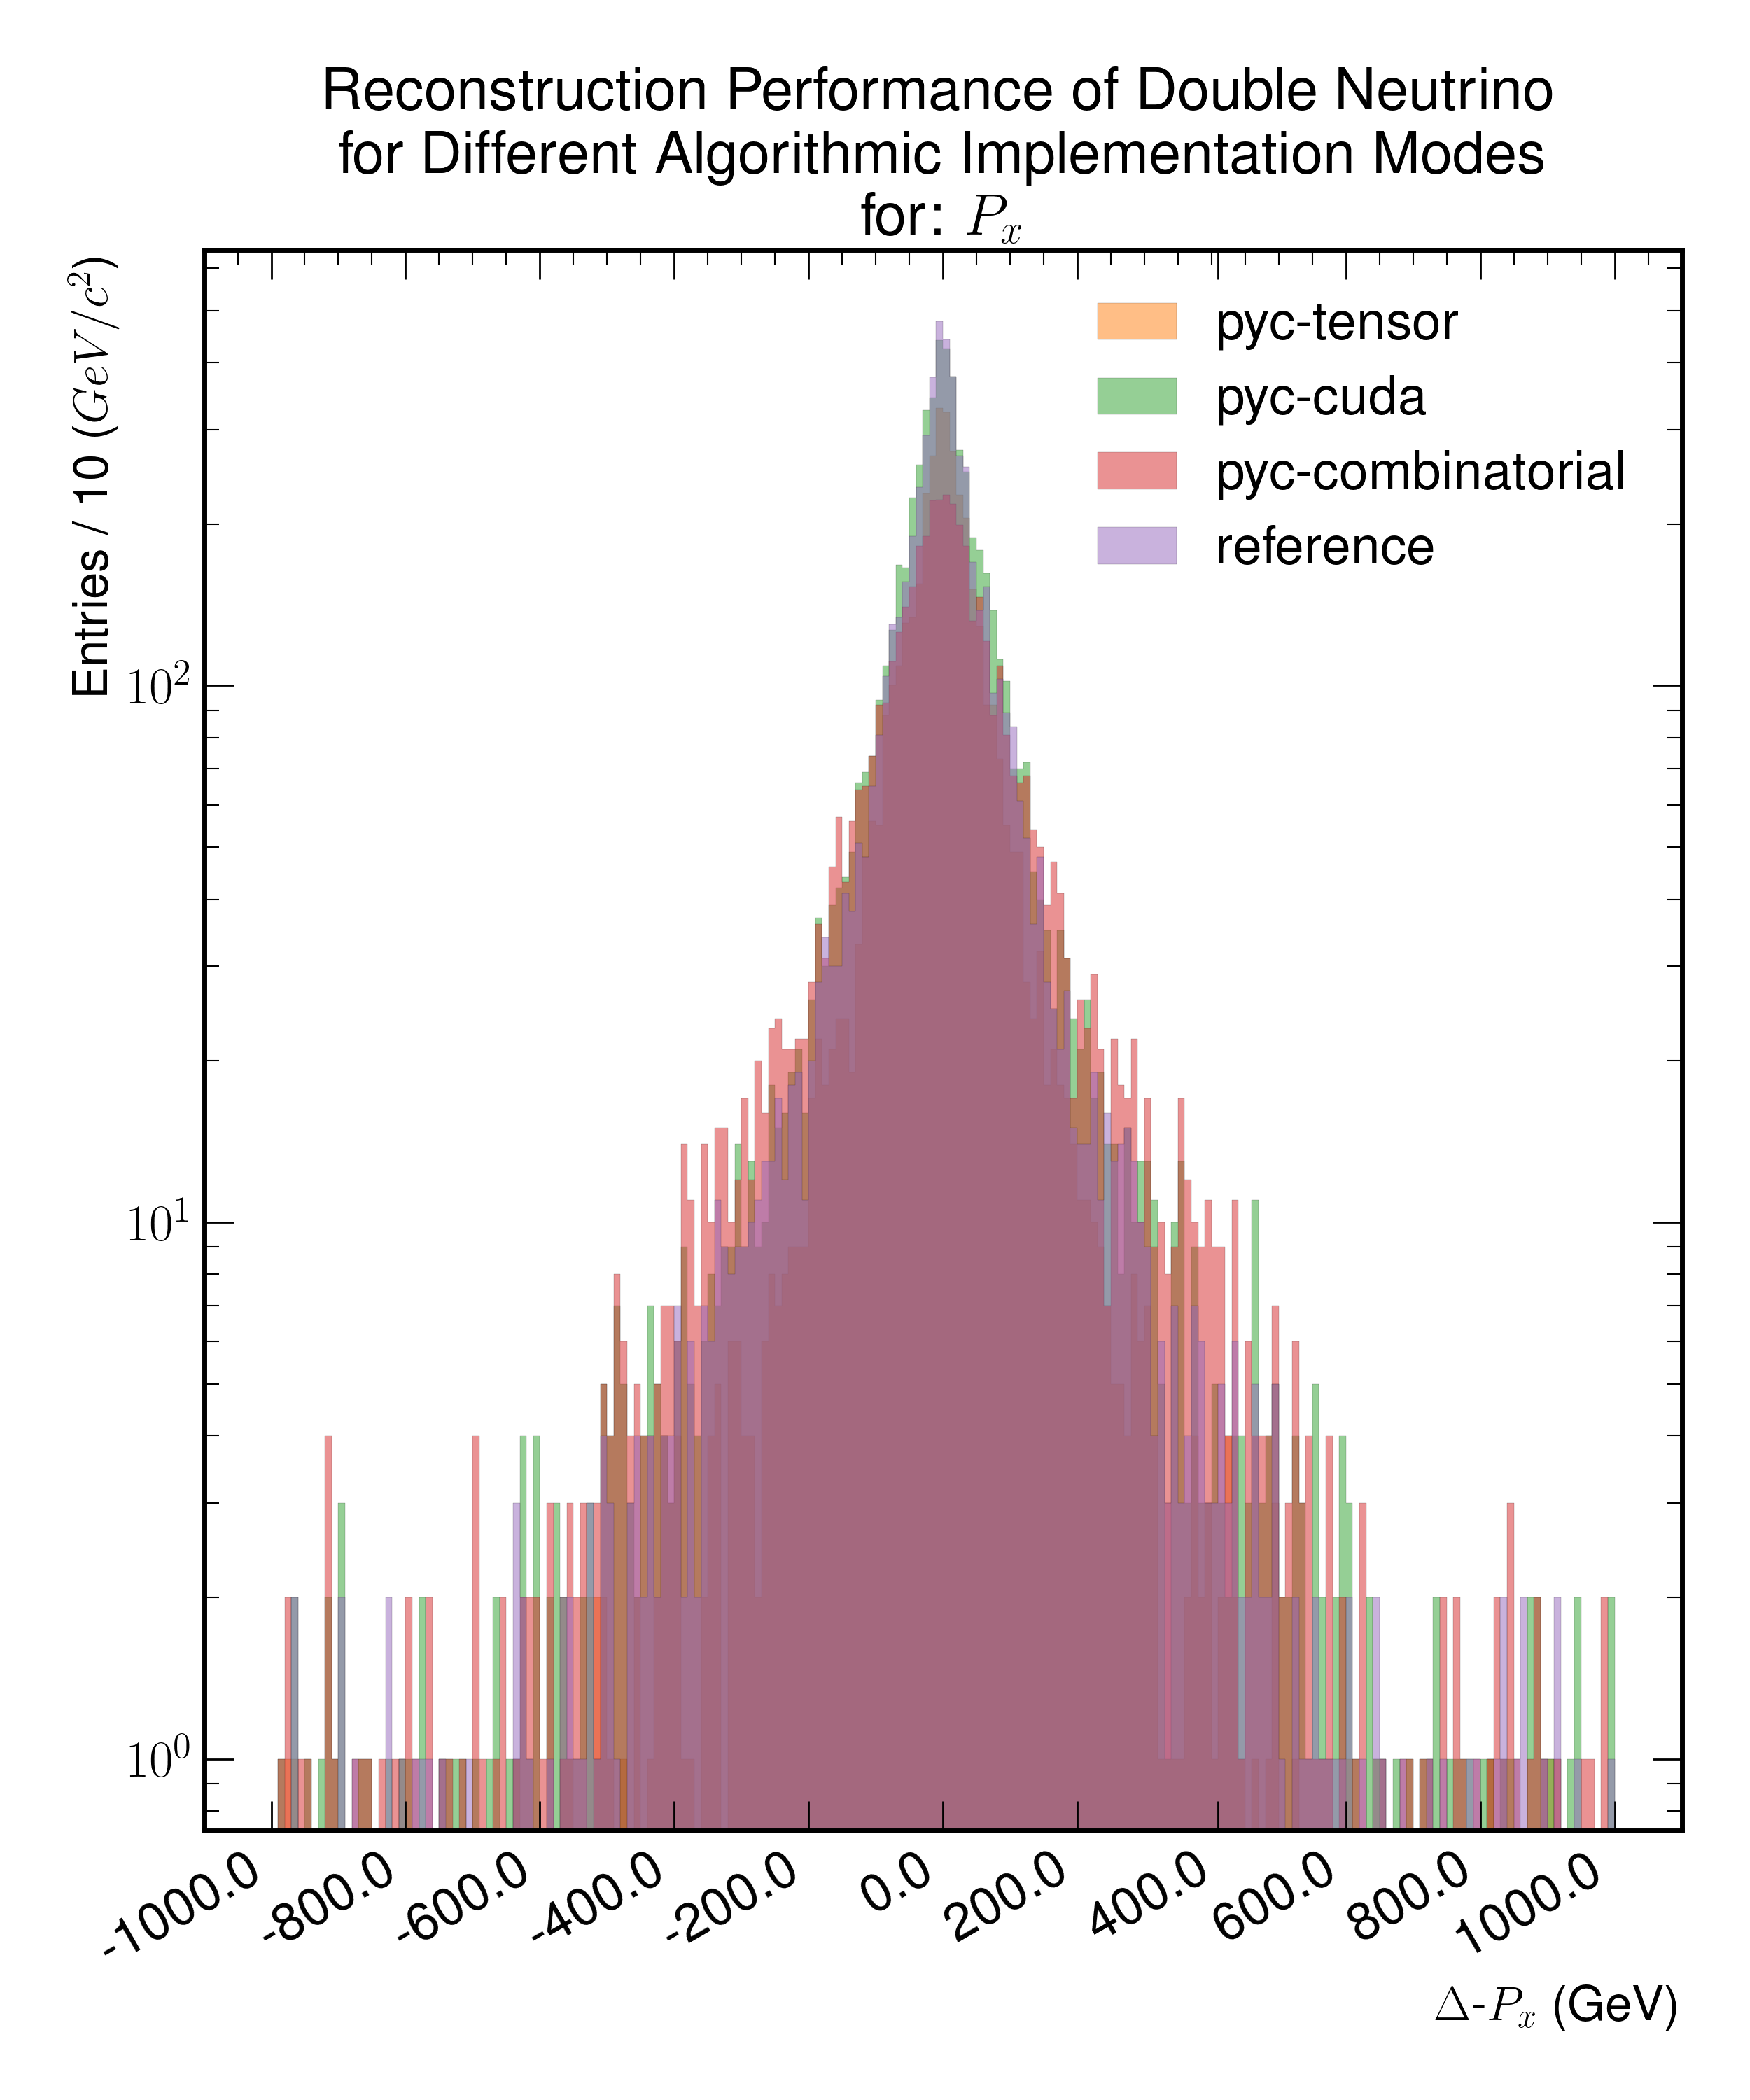 Reconstruction Performance of Double Neutrino
for Different Algorithmic Implementation Modes
for: $P_x$
Entries / 10 ($GeV/c^2$)
pyc-tensor
pyc-cuda
pyc-combinatorial
reference
$10^2$
$10^1$
$10^0$
-1000.0
-800.0
-600.0
-400.0
-200.0
0.0
200.0
400.0
600.0
800.0
1000.0
$\Delta$-$P_x$ (GeV)